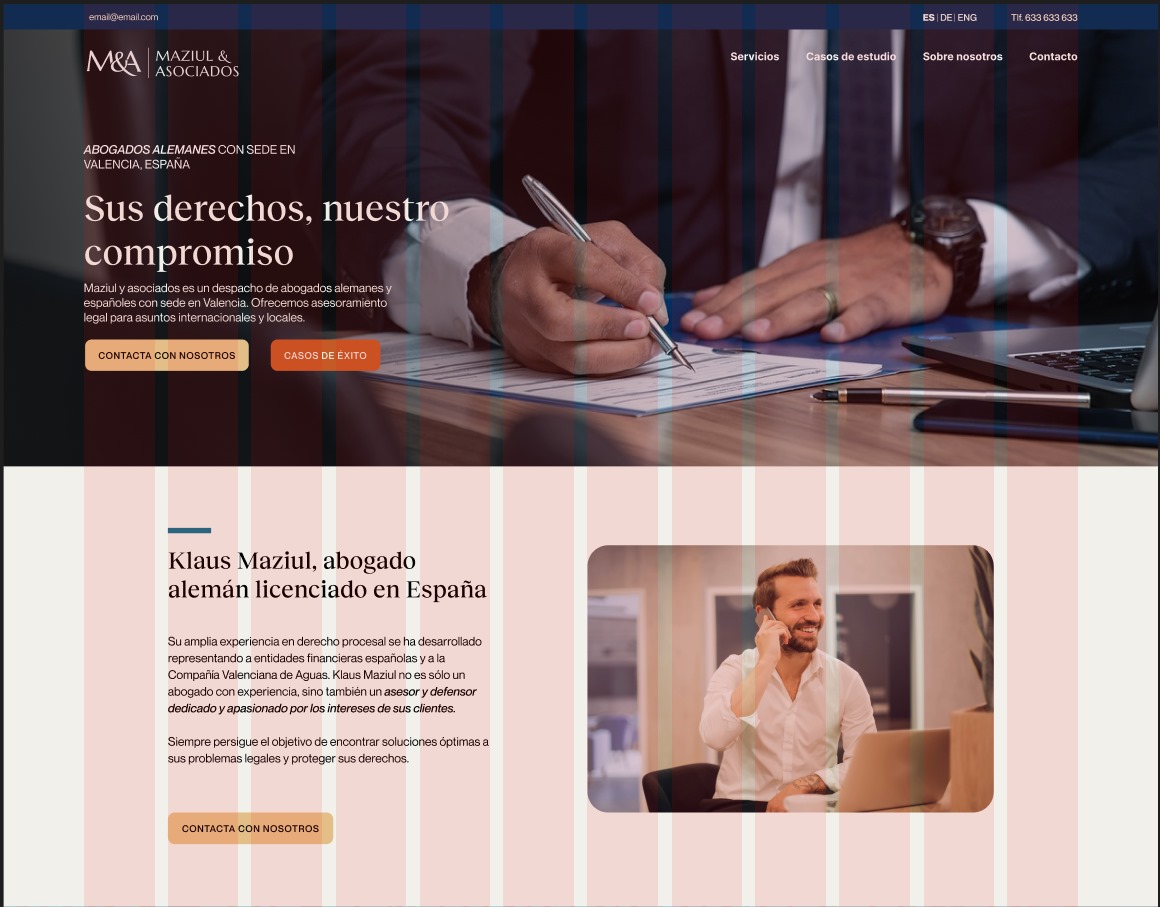 email@email.com
ES | DE | ENG
Tlf. 633 633 633
M&A | MAZIUL &
ASOCIADOS
Servicios
Casos de estudio
Sobre nosotros
Contacto
ABOGADOS ALEMANES CON SEDE EN
VALENCIA, ESPAÑA
Sus derechos, nuestro
compromiso
Maziul y asociados es un despacho de abogados alemanes y
españoles con sede en Valencia. Ofrecemos asesoramiento
legal para asuntos internacionales y locales.
CONTACTA CON NOSOTROS
CASOS DE ÉXITO
Klaus Maziul, abogado
alemán licenciado en España
Su amplia experiencia en derecho procesal se ha desarrollado
representando a entidades financieras españolas y a la
Compañía Valenciana de Aguas. Klaus Maziul no es sólo un
abogado con experiencia, sino también un asesor y defensor
dedicado y apasionado por los intereses de sus clientes.
Siempre persigue el objetivo de encontrar soluciones óptimas a
sus problemas legales y proteger sus derechos.
CONTACTA CON NOSOTROS